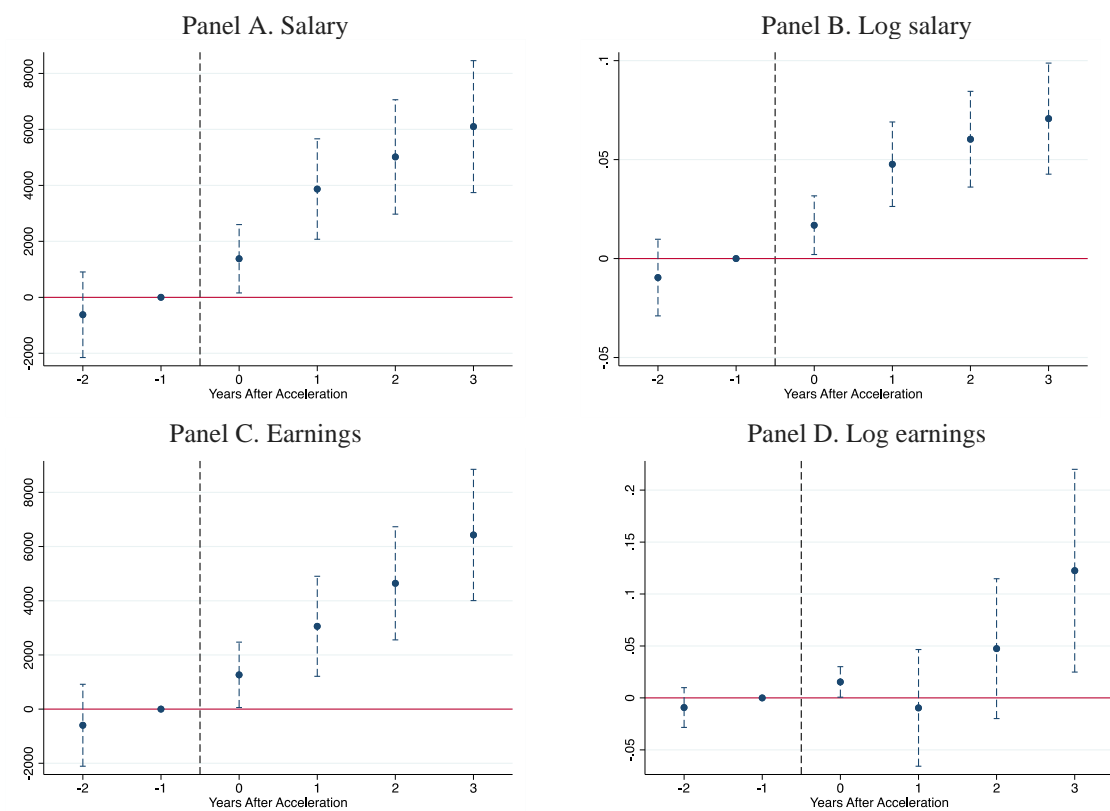 Panel A. Salary
8000
6000
4000
2000
0
-2000
-2 -1 0 1 2 3
Years After Acceleration
Panel B. Log salary
.1
.05
0
-.05
-2 -1 0 1 2 3
Years After Acceleration
Panel C. Earnings
8000
6000
4000
2000
0
-2000
-2 -1 0 1 2 3
Years After Acceleration
Panel D. Log earnings
.2
.15
.1
.05
0
-.05
-2 -1 0 1 2 3
Years After Acceleration